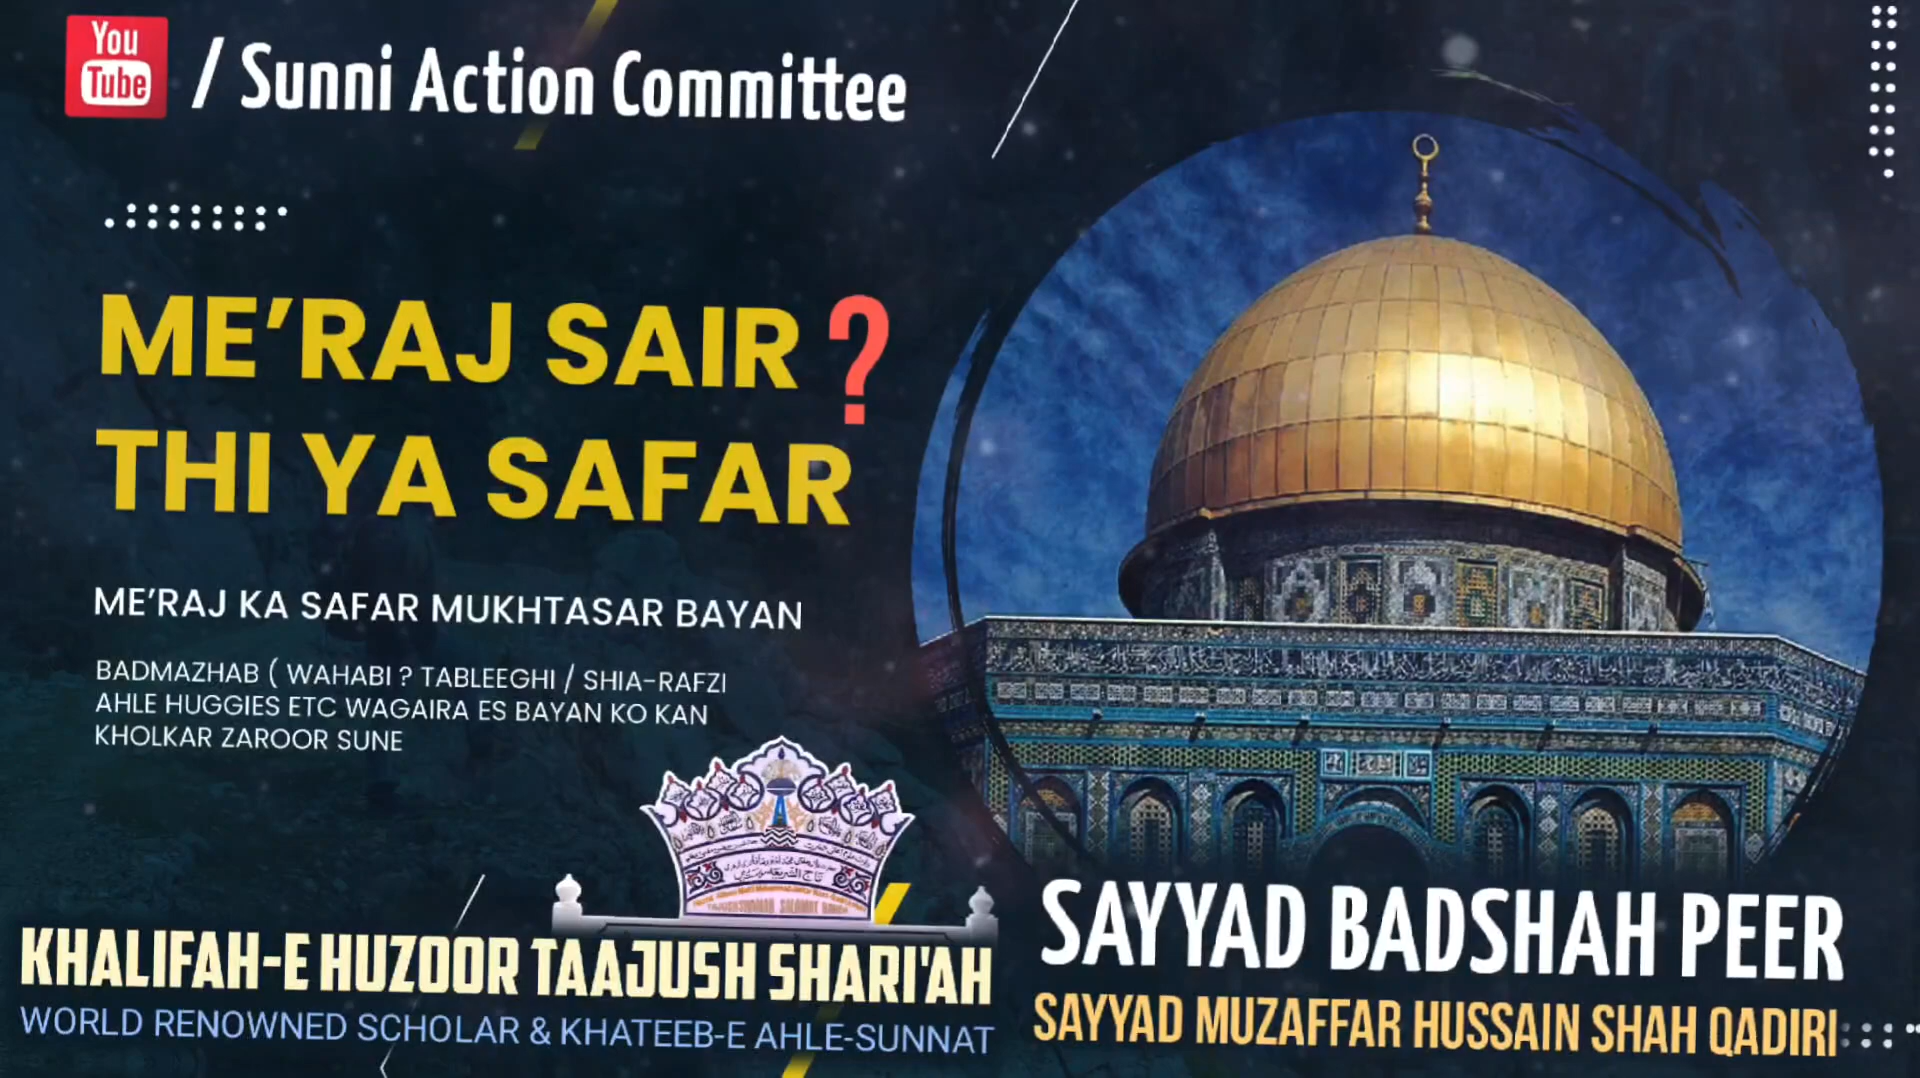 You
Tube / Sunni Action Committee
ME’RAJ SAIR?
THI YA SAFAR
ME’RAJ KA SAFAR MUKHTASAR BAYAN
BADMAZHAB ( WAHABI ? TABLEEGHI / SHIA-RAFZI
AHLE HUGGIES ETC WAGAIRA ES BAYAN KO KAN
KHOLKAR ZAROOR SUNE
KHALIFAH-E HUZOOR TAAJUSH SHARI'AH
WORLD RENOWNED SCHOLAR & KHATEEB-E AHLE-SUNNAT
SAYYAD BADSHAH PEER
SAYYAD MUZAFFAR HUSSAIN SHAH QADIRI